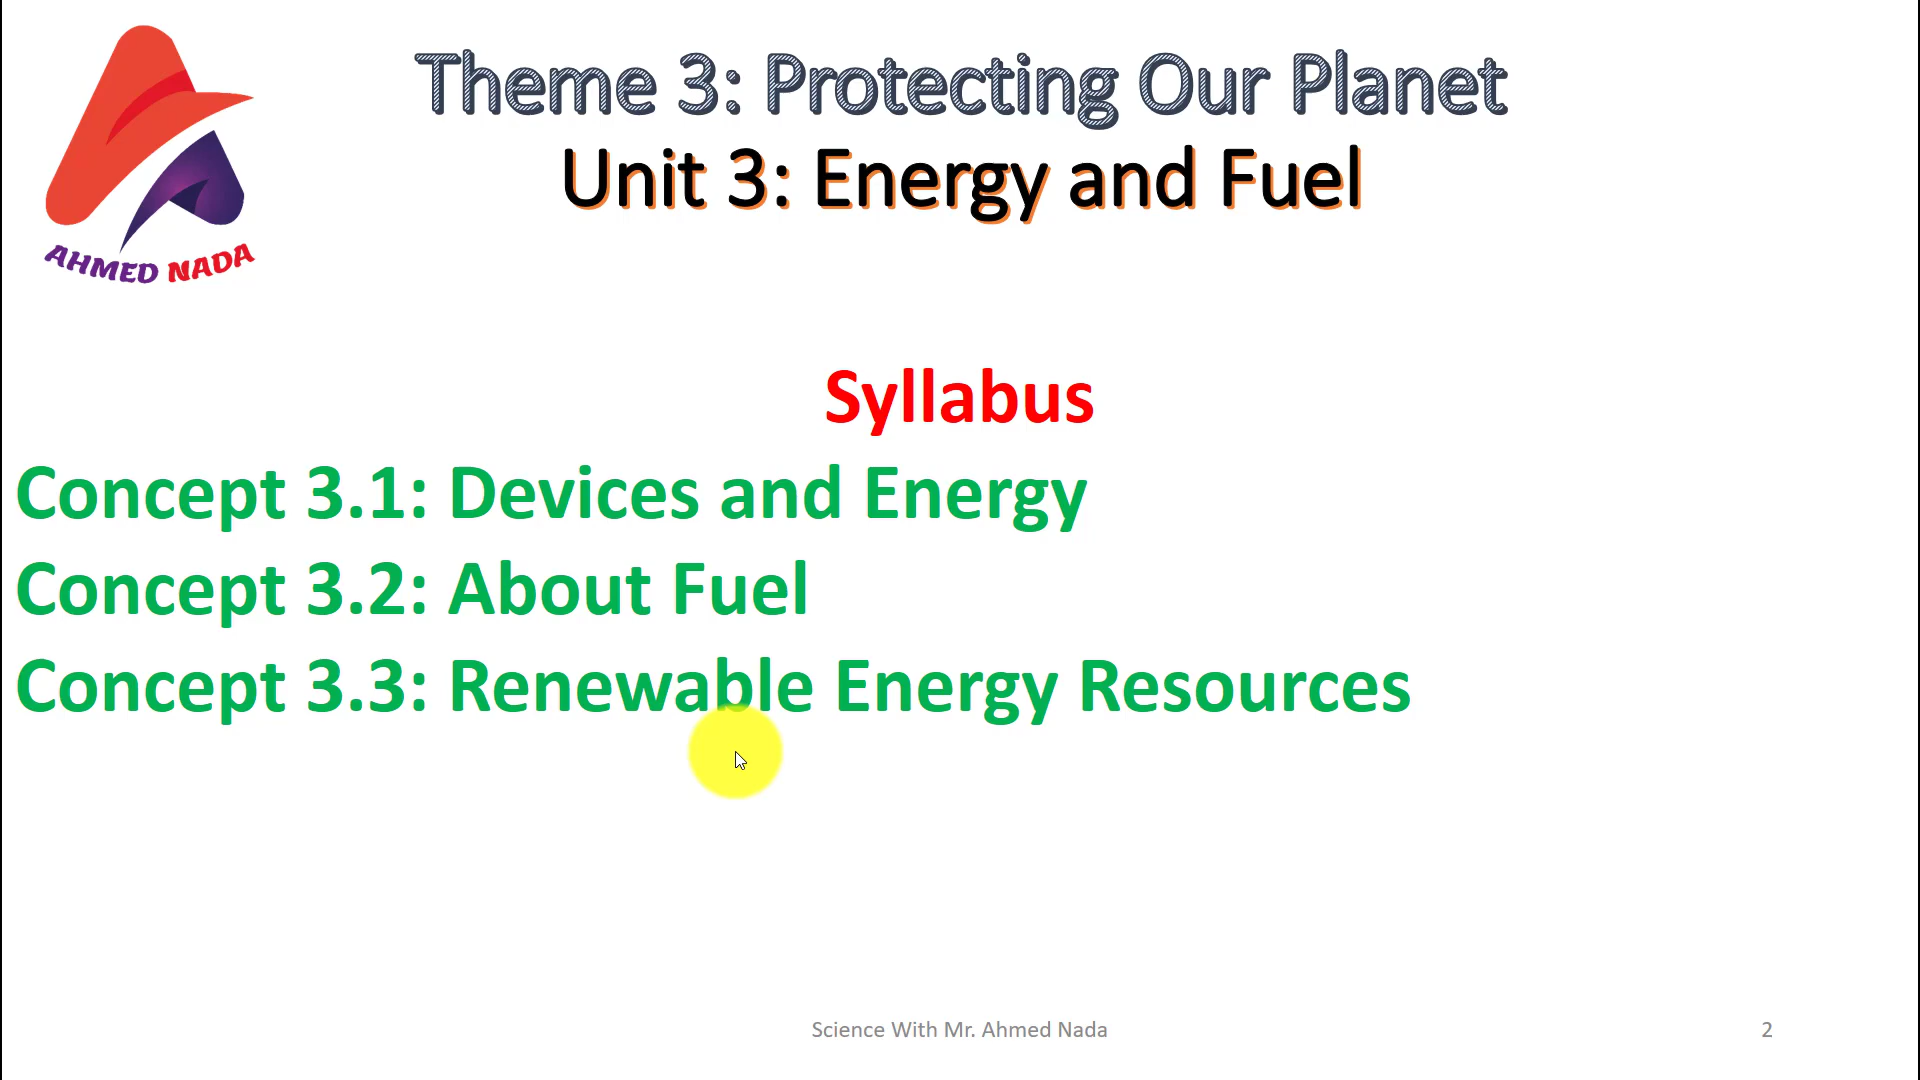 AHMED NADA
Theme 3: Protecting Our Planet
Unit 3: Energy and Fuel
Syllabus
Concept 3.1: Devices and Energy
Concept 3.2: About Fuel
Concept 3.3: Renewable Energy Resources
Science With Mr. Ahmed Nada
2